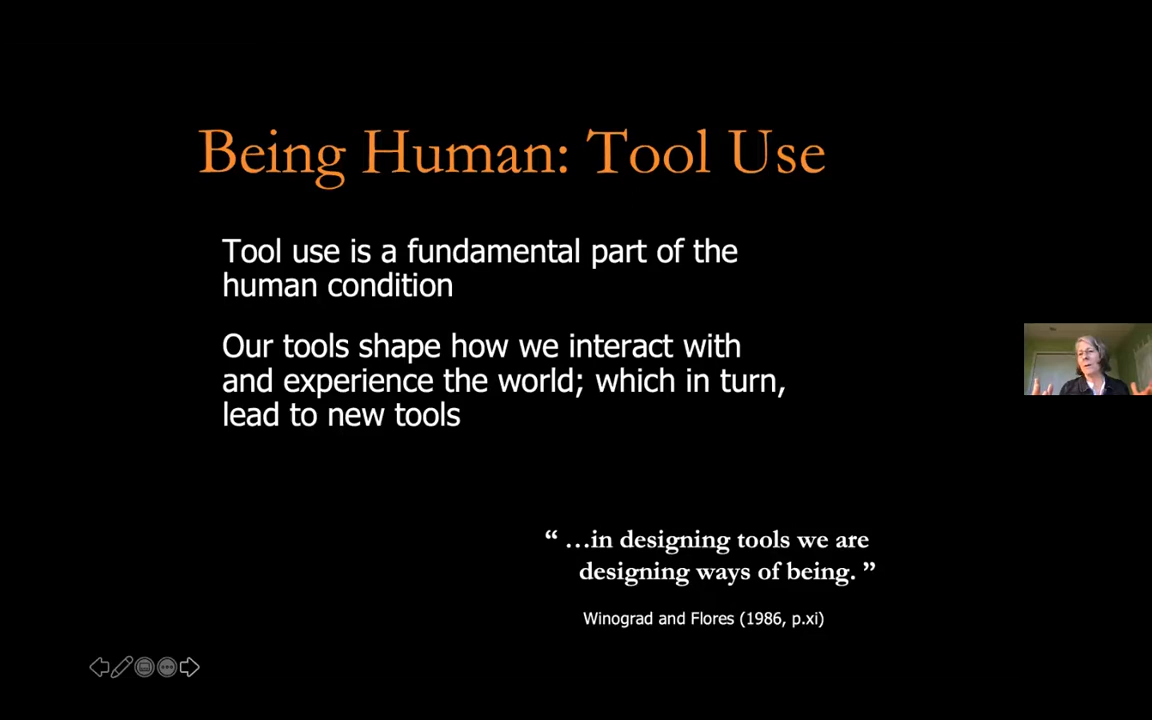 Being Human: Tool Use
Tool use is a fundamental part of the
human condition
Our tools shape how we interact with
and experience the world; which in turn,
lead to new tools
“ …in designing tools we are
designing ways of being. ”
Winograd and Flores (1986, p.xi)